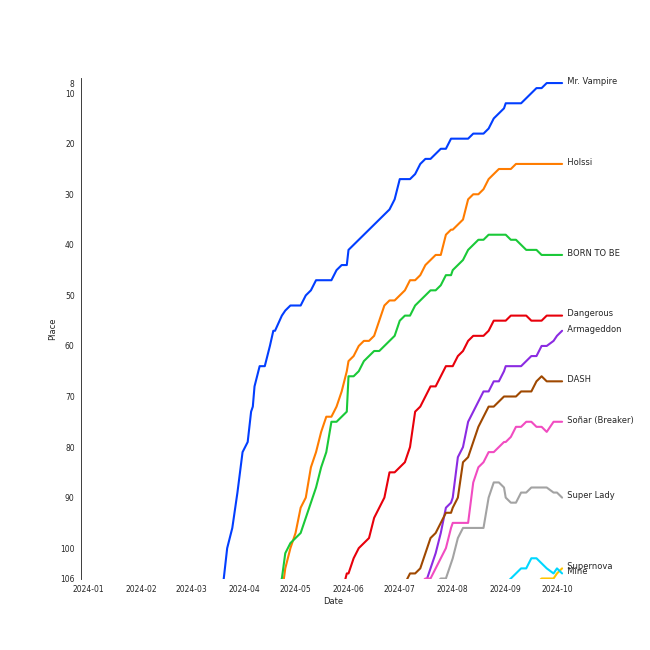 8
10
20
30
40
50
60
70
80
90
100
106
Place
2024-01
2024-02
2024-03
2024-04
2024-05
2024-06
2024-07
2024-08
2024-09
2024-10
Date
Mr. Vampire
Holssi
BORN TO BE
Dangerous
Armageddon
DASH
Soñar (Breaker)
Super Lady
Supernova
Mine